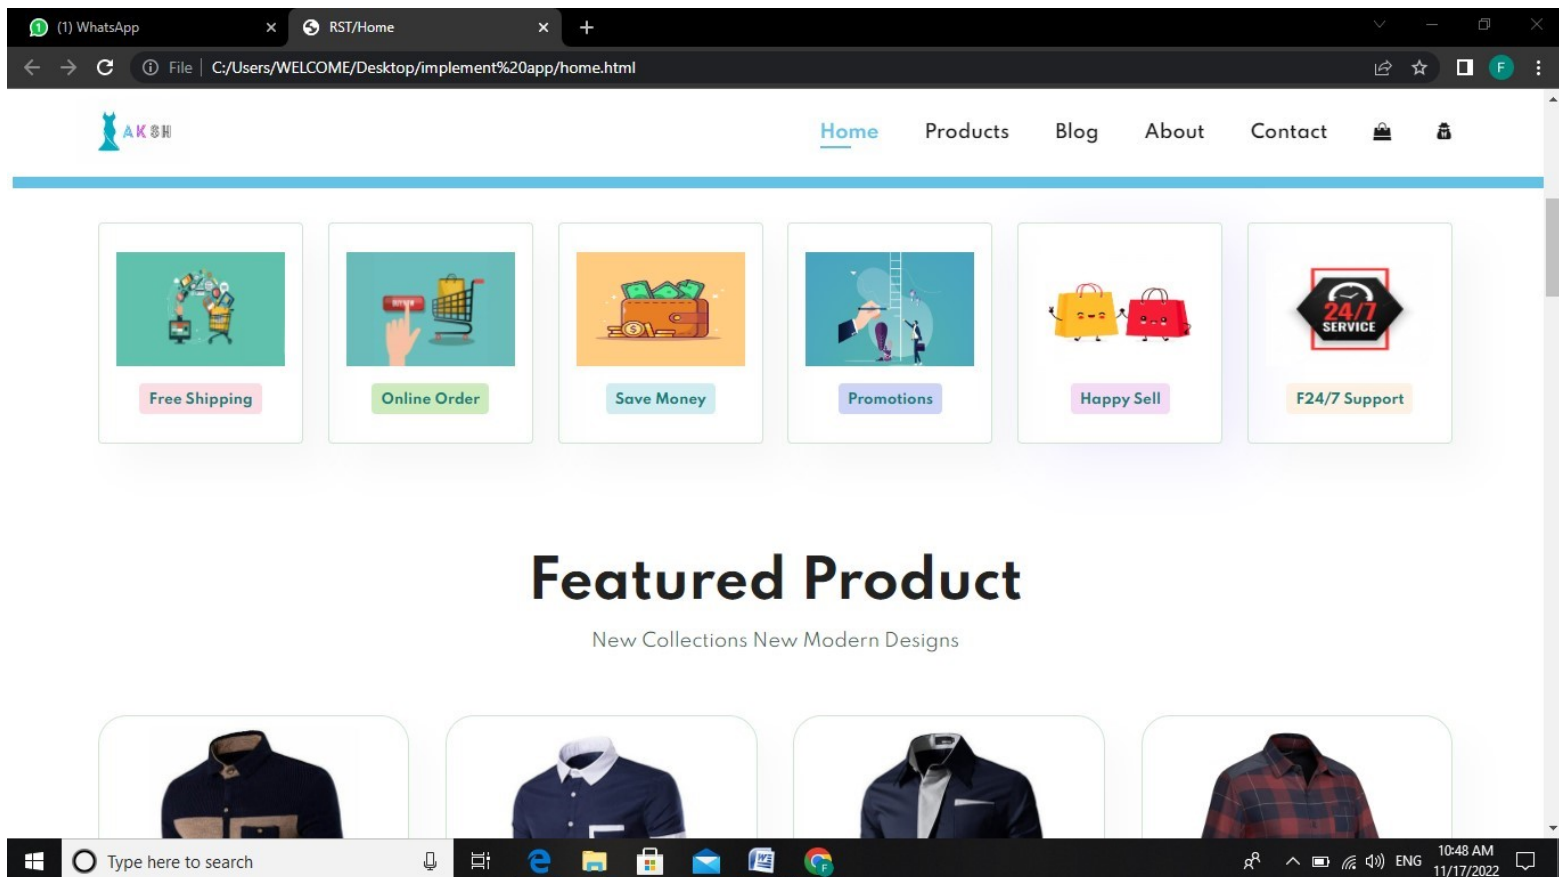 (1) WhatsApp
RST/Home
File
C:/Users/WELCOME/Desktop/implement%20app/home.html
AKSH
Home Products Blog About Contact
24/7
SERVICE
Free Shipping
Online Order
Save Money
Promotions
Happy Sell
F24/7 Support
Featured Product
New Collections New Modern Designs
Type here to search
ENG
10:48 AM
11/17/2022